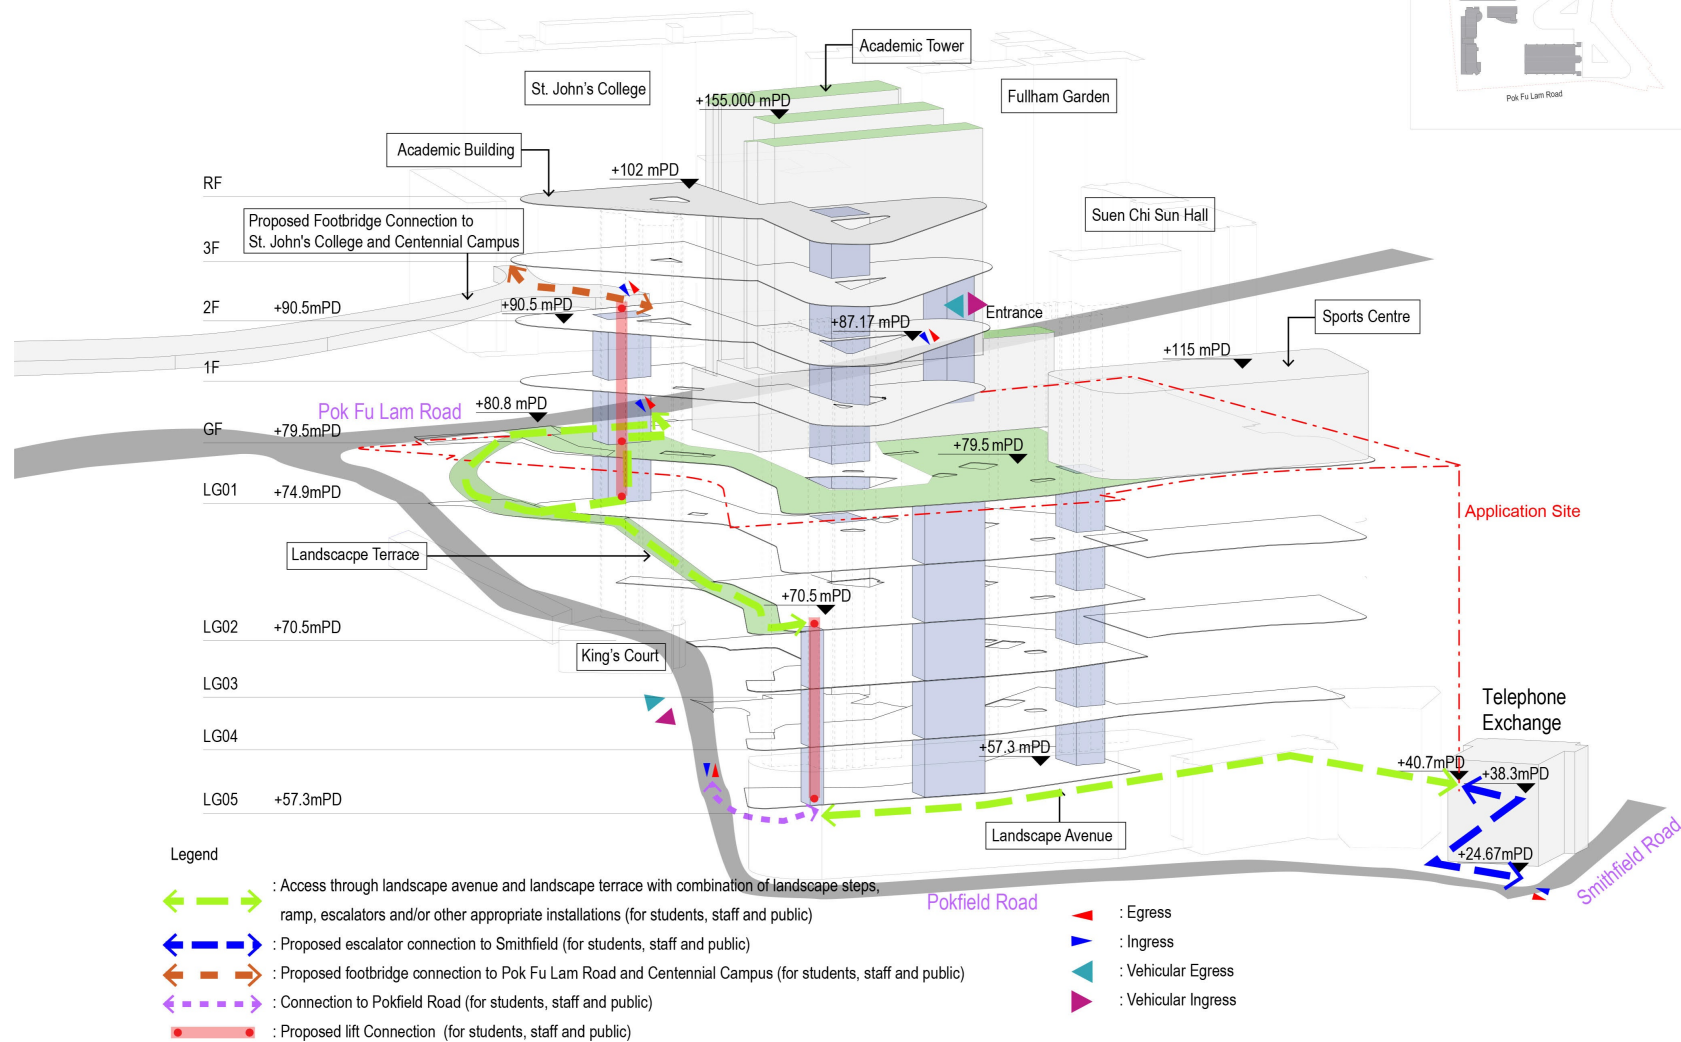 Pok Fu Lam Road
Academic Tower
St. John's College
+155.000 mPD
Fullham Garden
Academic Building
+102 mPD
RF
Proposed Footbridge Connection to
St. John's College and Centennial Campus
Suen Chi Sun Hall
3F
2F +90.5mPD
+90.5 mPD
+87.17 mPD
Entrance
Sports Centre
+115 mPD
1F
Pok Fu Lam Road
+80.8 mPD
GF +79.5mPD
+79.5 mPD
LG01 +74.9mPD
Application Site
Landscacpe Terrace
+70.5 mPD
LG02 +70.5mPD
King's Court
LG03
Telephone
Exchange
LG04
+57.3 mPD
+40.7mPD
+38.3mPD
LG05 +57.3mPD
Landscape Avenue
+24.67mPD
Smithfield Road
Pokfield Road
Legend
: Access through landscape avenue and landscape terrace with combination of landscape steps,
ramp, escalators and/or other appropriate installations (for students, staff and public)
: Proposed escalator connection to Smithfield (for students, staff and public)
: Proposed footbridge connection to Pok Fu Lam Road and Centennial Campus (for students, staff and public)
: Connection to Pokfield Road (for students, staff and public)
: Proposed lift Connection (for students, staff and public)
: Egress
: Ingress
: Vehicular Egress
: Vehicular Ingress